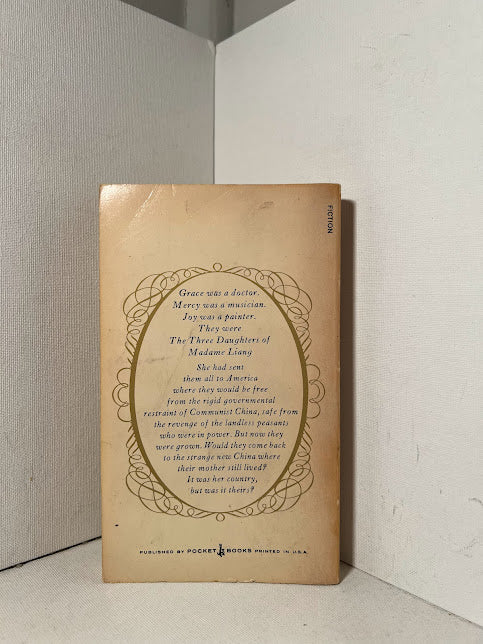 FICTION
Grace was a doctor.
Mercy was a musician.
Joy was a painter.
They were
The Three Daughters of
Madame Liang
She had sent
them all to America
where they would be free
from the rigid governmental
restraint of Communist China, safe from
the revenge of the landless peasants
who were in power. But now they
were grown. Would they come back
to the strange new China where
their mother still lived?
It was her country,
but was it theirs?
PUBLISHED BY POCKET BOOKS PRINTED IN U.S.A.